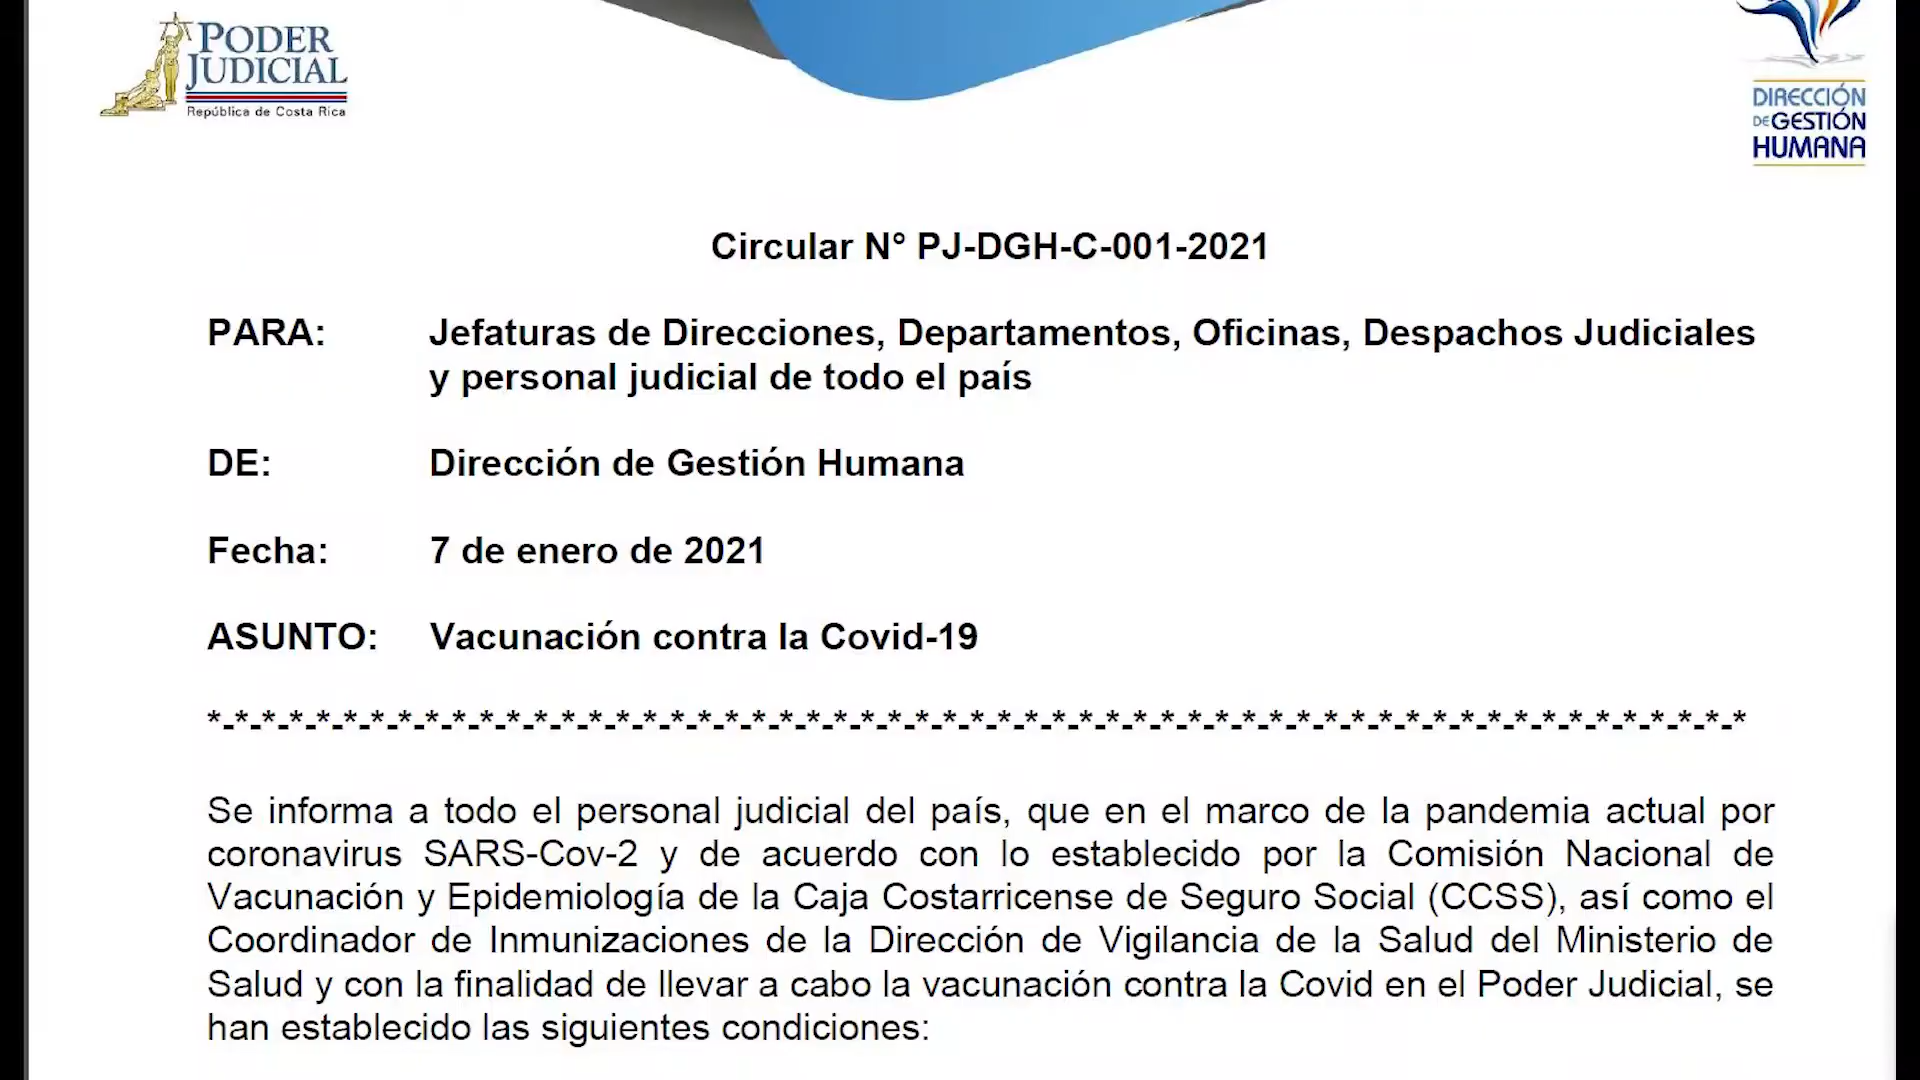 PODER
JUDICIAL
República de Costa Rica
DIRECCIÓN
DE GESTIÓN
HUMANA
Circular N° PJ-DGH-C-001-2021
PARA: Jefaturas de Direcciones, Departamentos, Oficinas, Despachos Judiciales
y personal judicial de todo el país
DE: Dirección de Gestión Humana
Fecha: 7 de enero de 2021
ASUNTO: Vacunación contra la Covid-19
*-*-*-*-*-*-*-*-*-*-*-*-*-*-*-*-*-*-*-*-*-*-*-*-*-*-*-*-*-*-*-*-*-*-*-*-*-*-*-*-*-*-*-*-*-*-*-*-*-*-*-*-*-*-*-*-*
Se informa a todo el personal judicial del país, que en el marco de la pandemia actual por
coronavirus SARS-Cov-2 y de acuerdo con lo establecido por la Comisión Nacional de
Vacunación y Epidemiología de la Caja Costarricense de Seguro Social (CCSS), así como el
Coordinador de Inmunizaciones de la Dirección de Vigilancia de la Salud del Ministerio de
Salud y con la finalidad de llevar a cabo la vacunación contra la Covid en el Poder Judicial, se
han establecido las siguientes condiciones: